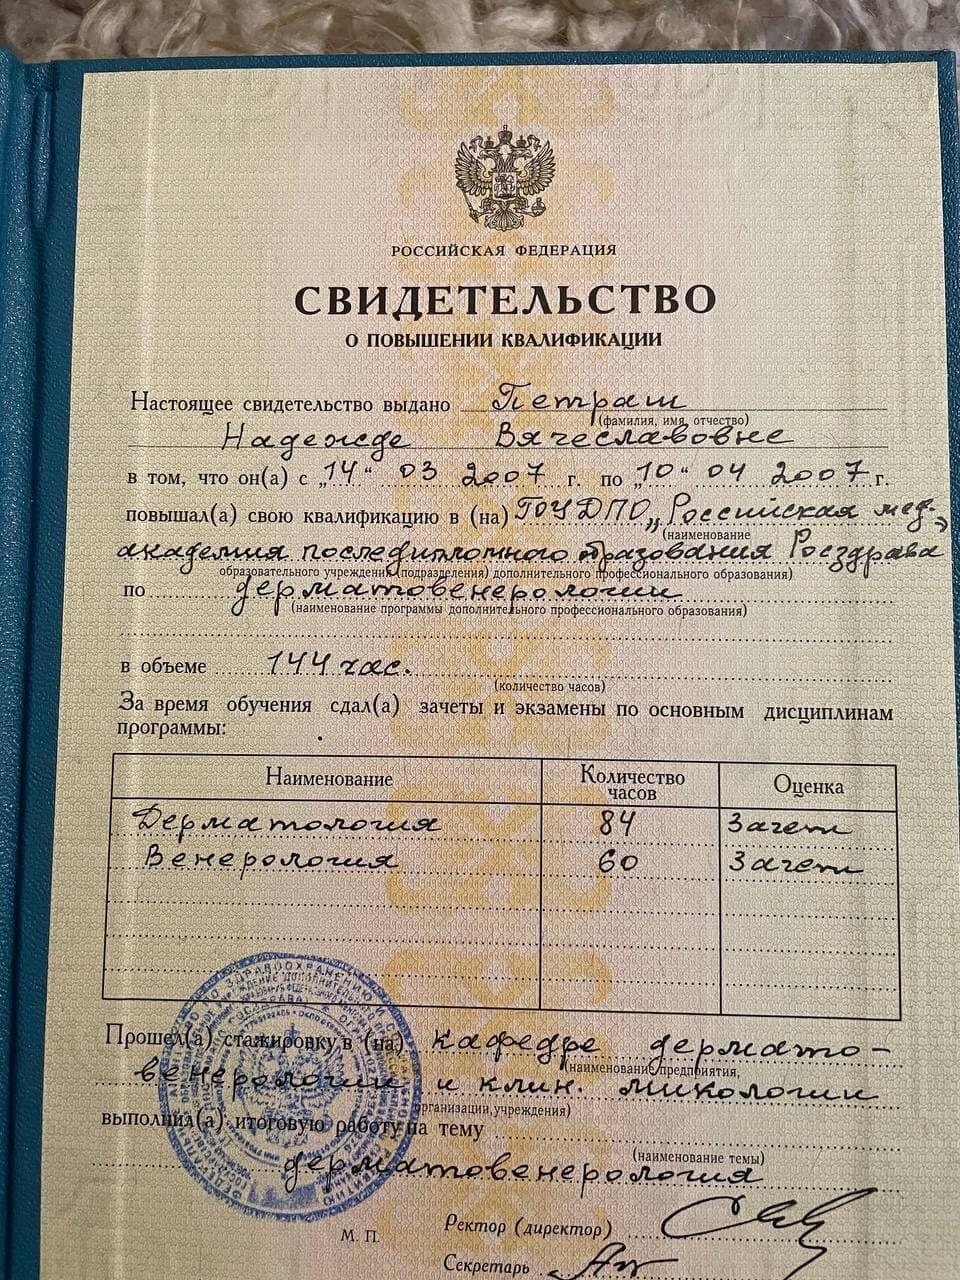 РОССИЙСКАЯ ФЕДЕРАЦИЯ
СВИДЕТЕЛЬСТВО
О ПОВЫШЕНИИ КВАЛИФИКАЦИИ
Настоящее свидетельство выдано Петраш
(фамилия, имя, отчество)
Надежде Вячеславовне
в том, что он(а) с „14“ 03 2007 г. по „10“ 04 2007 г.
повышал(а) свою квалификацию в (на) ГОУ ДПО „Российская мед.
(наименование
академия последипломного образования Росздрава”
образовательного учреждения (подразделения) дополнительного профессионального образования)
по дерматовенерологии
(наименование программы дополнительного профессионального образования)
в объеме 144 час.
(количество часов)
За время обучения сдал(а) зачеты и экзамены по основным дисциплинам
программы:
Наименование Количество часов Оценка
Дерматология 84 Зачет
Венерология 60 Зачет
Прошел(а) стажировку в (на) кафедре дермато-
(наименование предприятия,
венерологии и клин. микологии
организации, учреждения)
выполнил(а) итоговую работу на тему
(наименование темы)
дерматовенерология
Ректор (директор)
М. П.
Секретарь